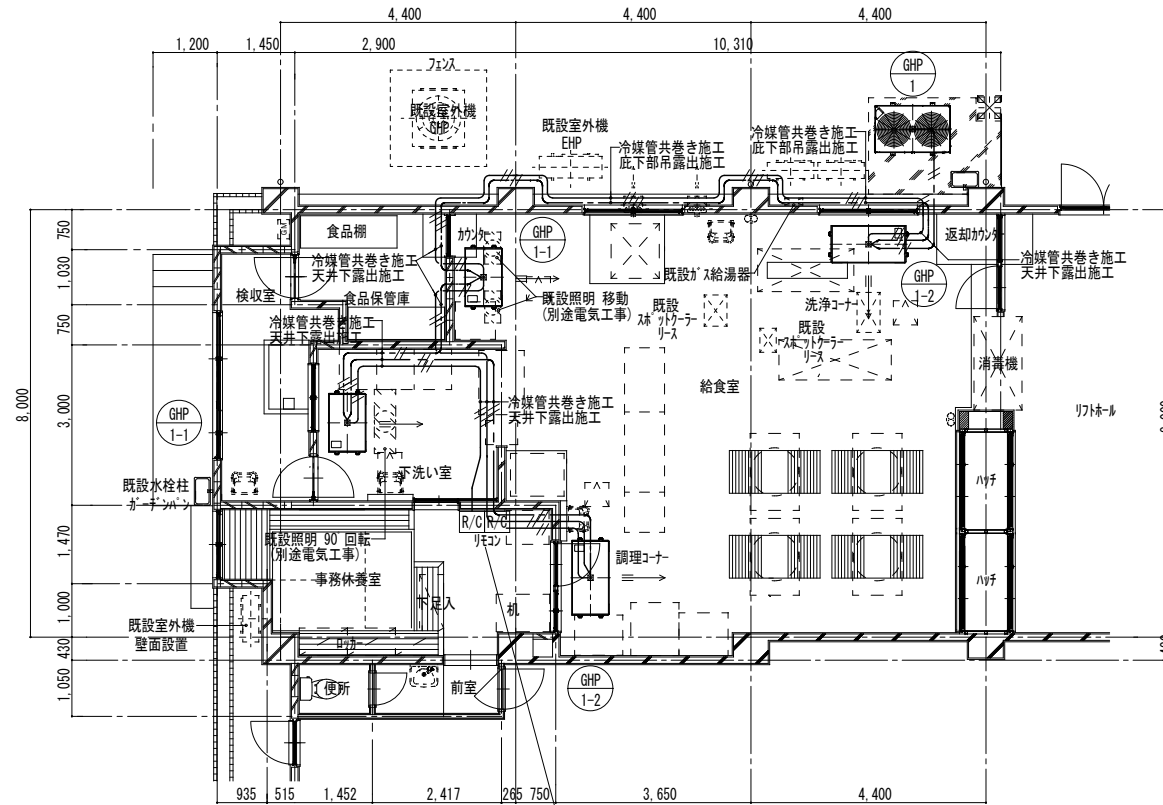 4,400
4,400
4,400
1,200
1,450
2,900
10,310
フェンス
既設室外機
GHP
既設室外機
EHP
冷媒管共巻き施工
庇下部吊露出施工
冷媒管共巻き施工
庇下部吊露出施工
GHP
1
750
1,030
750
3,000
8,000
1,470
1,000
430
1,050
食品棚
カウンター
GHP
1-1
返却カウンター
冷媒管共巻き施工
天井下露出施工
検収室
食品保管庫
既設ガス給湯器
GHP
1-2
冷媒管共巻き施工
天井下露出施工
既設照明 移動
(別途電気工事)
冷媒管共巻き施工
天井下露出施工
既設
スポットクーラー
リース
洗浄コーナー
既設
スポットクーラー
リース
消毒機
給食室
リフトホール
GHP
1-1
冷媒管共巻き施工
天井下露出施工
下洗い室
既設水栓柱
ガーデンパン
ハッチ
R/C R/C
リモコン
既設照明 90°回転
(別途電気工事)
事務休養室
調理コーナー
ハッチ
下足入
机
既設室外機
壁面設置
ロッカー
便所
前室
GHP
1-2
935
515
1,452
2,417
265
750
3,650
4,400